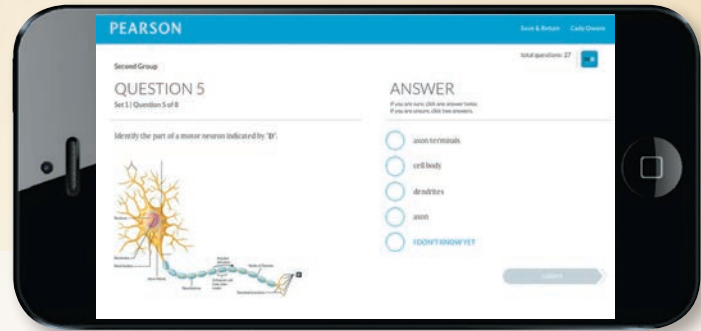 PEARSON
Save & Return Cady Owens
total questions: 27
Second Group
QUESTION 5
Set 1 | Question 5 of 8
Identify the part of a motor neuron indicated by "D".
ANSWER
If you are sure, click one answer twice.
If you are unsure, click two answers.
axon terminals
cell body
dendrites
axon
I DON'T KNOW YET
SUBMIT